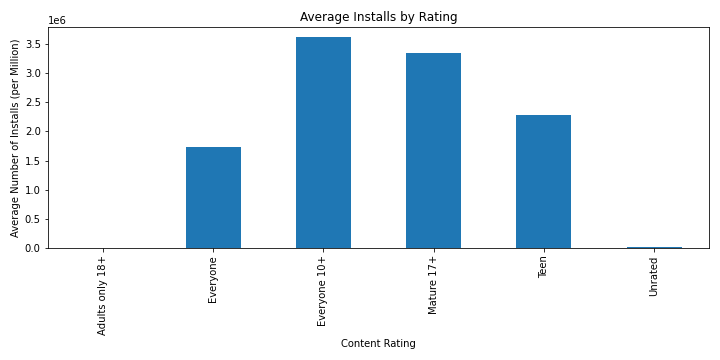 Average Installs by Rating
1e6
Average Number of Installs (per Million)
3.5
3.0
2.5
2.0
1.5
1.0
0.5
0.0
Adults only 18+
Everyone
Everyone 10+
Mature 17+
Teen
Unrated
Content Rating